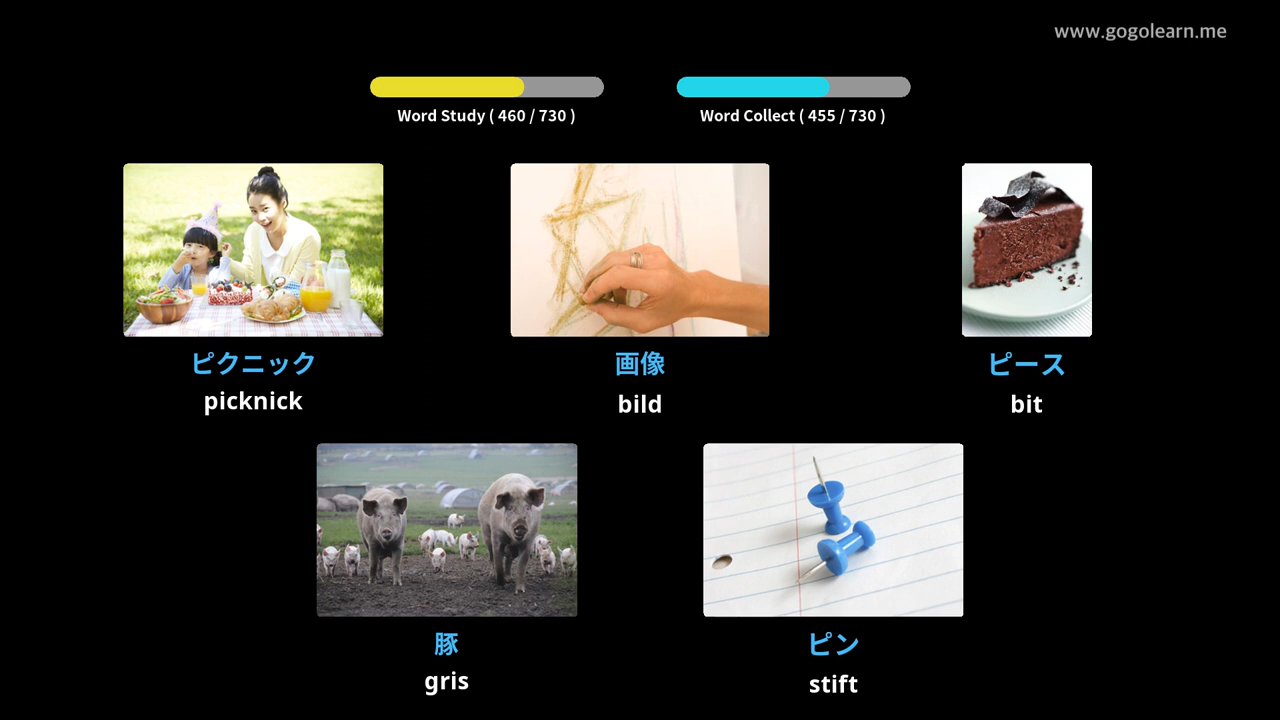 www.gogolearn.me
Word Study ( 460 / 730 )
Word Collect ( 455 / 730 )
ピクニック
picknick
画像
bild
ピース
bit
豚
gris
ピン
stift